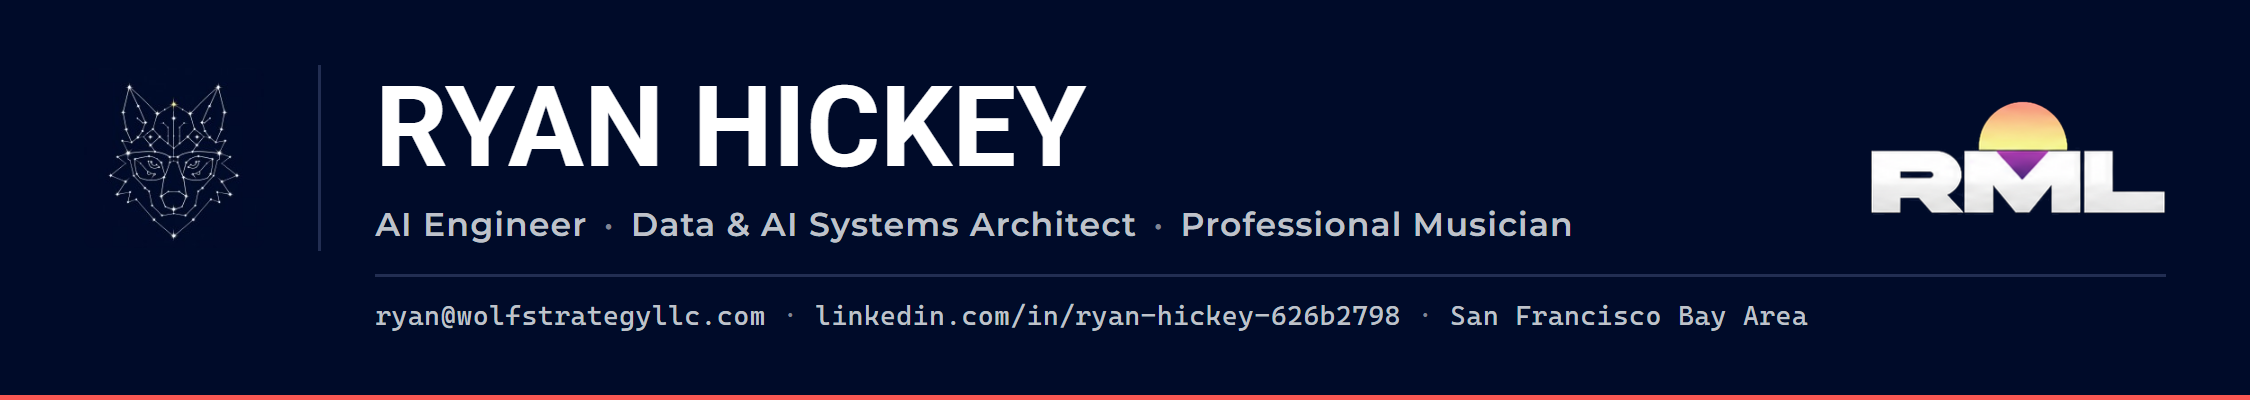 RYAN HICKEY
AI Engineer · Data & AI Systems Architect · Professional Musician
RML
ryan@wolfstrategyllc.com · linkedin.com/in/ryan-hickey-626b2798 · San Francisco Bay Area